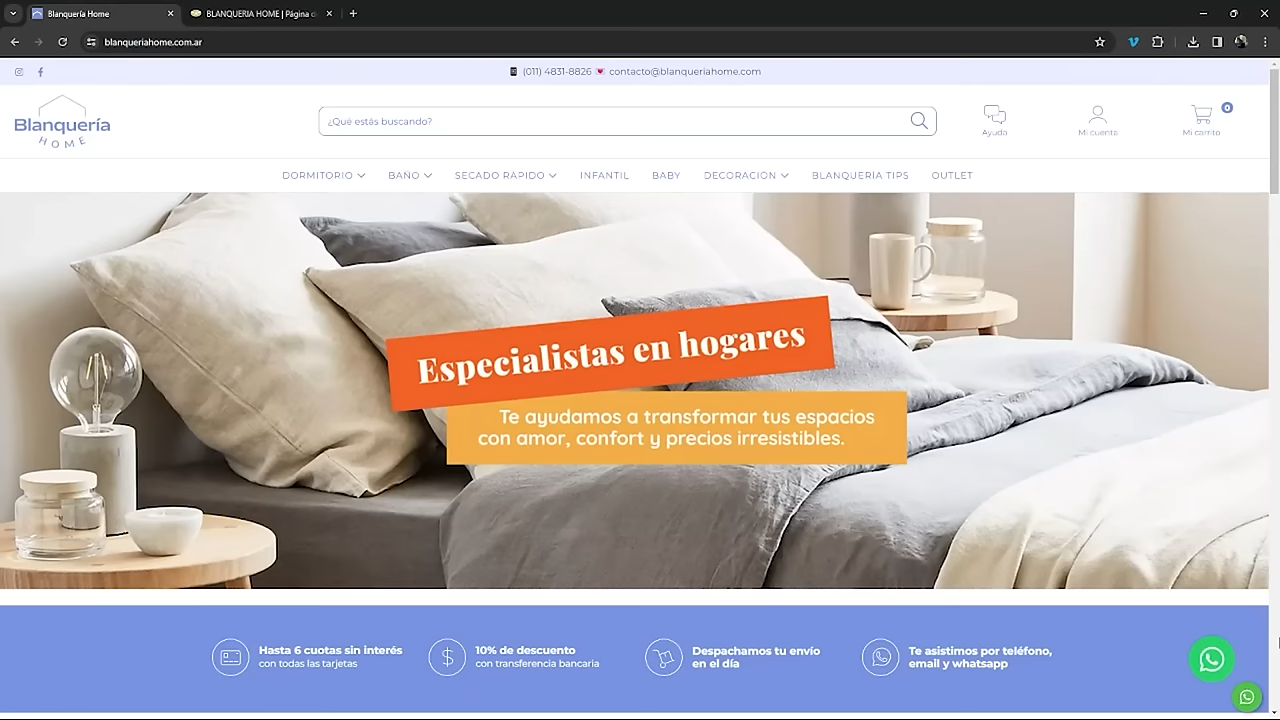 Blanquería Home
BLANQUERIA HOME | Página d
blanqueriahome.com.ar
(011) 4831-8826 contacto@blanqueriahome.com
Blanquería
HOME
¿Qué estás buscando?
Ayuda
Mi cuenta
0
Mi carrito
DORMITORIO BAÑO SECADO RÁPIDO INFANTIL BABY DECORACIÓN BLANQUERÍA TIPS OUTLET
Especialistas en hogares
Te ayudamos a transformar tus espacios
con amor, confort y precios irresistibles.
Hasta 6 cuotas sin interés
con todas las tarjetas
10% de descuento
con transferencia bancaria
Despachamos tu envío
en el día
Te asistimos por teléfono,
email y whatsapp